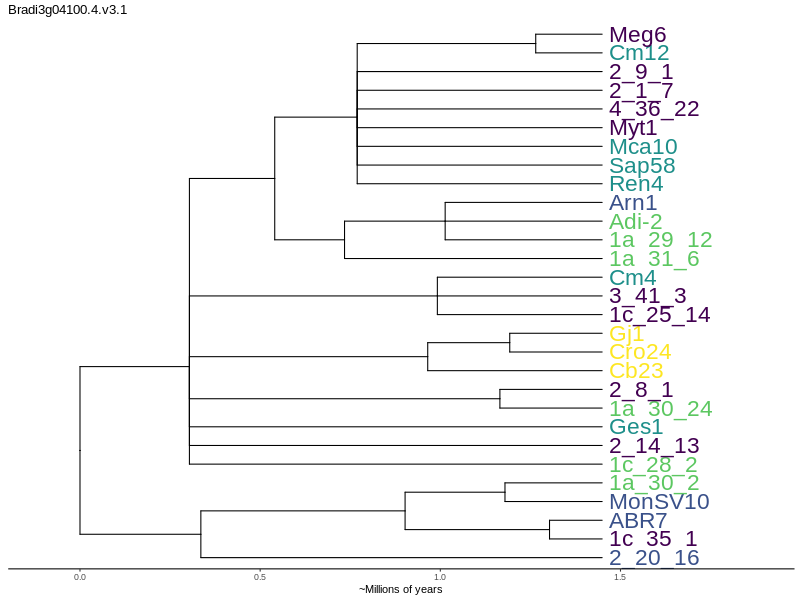 Bradi3g04100.4.v3.1
Meg6
Cm12
2_9_1
2_1_7
4_36_22
Myt1
Mca10
Sap58
Ren4
Arn1
Adi-2
1a_29_12
1a_31_6
Cm4
3_41_3
1c_25_14
Gj1
Cro24
Cb23
2_8_1
1a_30_24
Ges1
2_14_13
1c_28_2
1a_30_2
MonSV10
ABR7
1c_35_1
2_20_16
0.0 0.5 1.0 1.5
~Millions of years